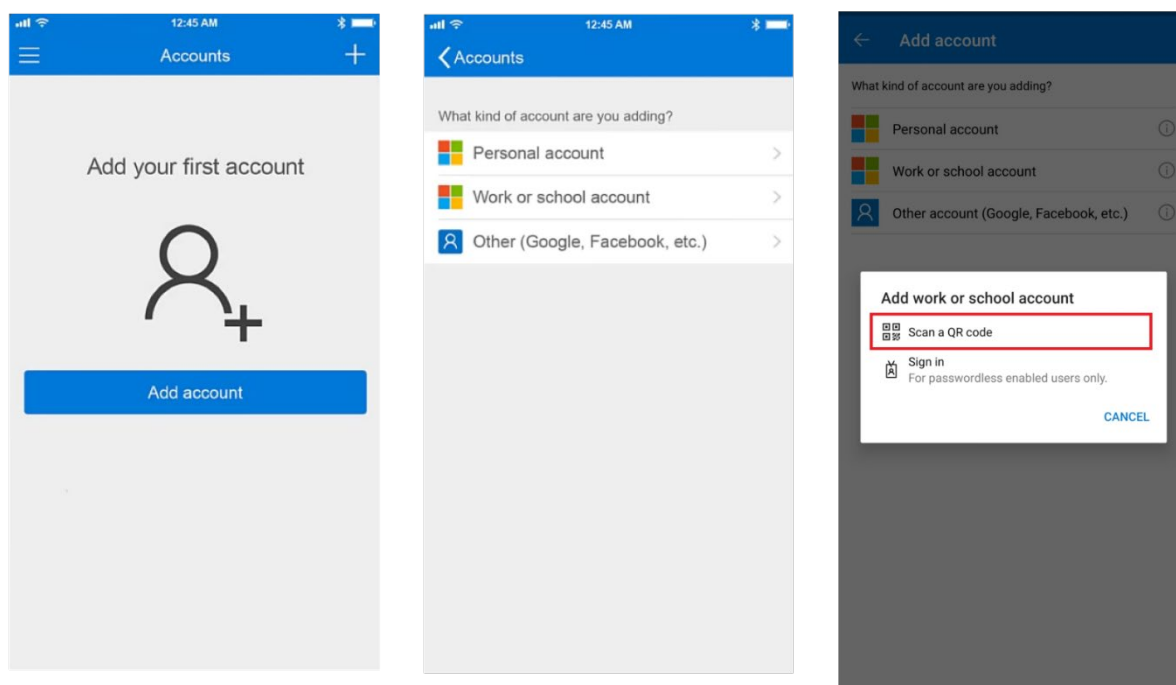 12:45 AM
Accounts
Add your first account
Add account
12:45 AM
Accounts
What kind of account are you adding?
Personal account
Work or school account
Other (Google, Facebook, etc.)
Add account
What kind of account are you adding?
Personal account
Work or school account
Other account (Google, Facebook, etc.)
Add work or school account
Scan a QR code
Sign in
For passwordless enabled users only.
CANCEL